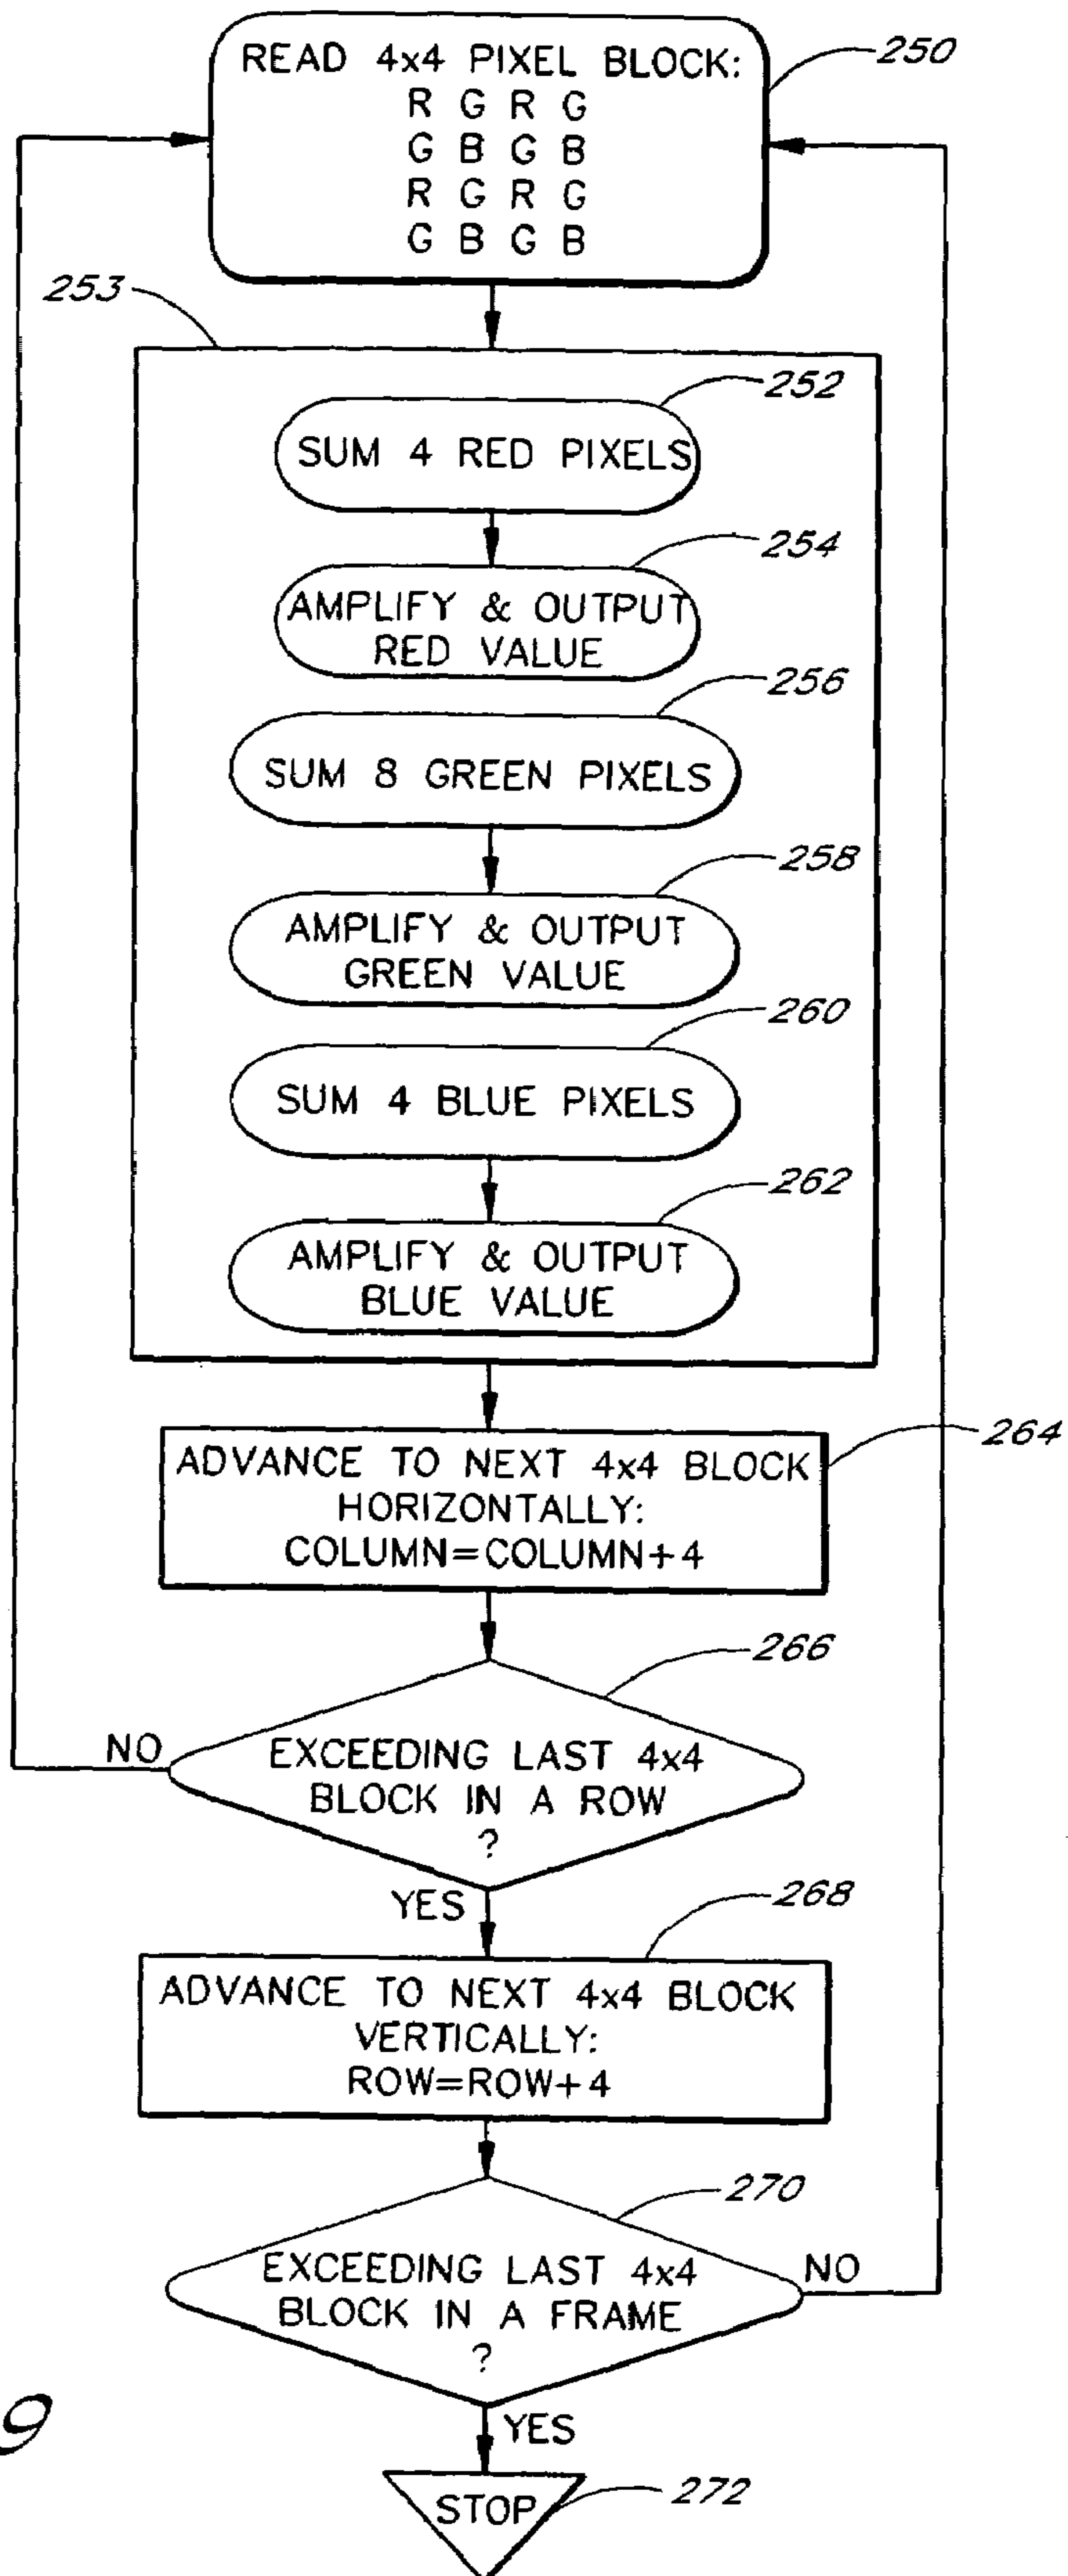 READ 4x4 PIXEL BLOCK:
R G R G
G B G B
R G R G
G B G B
250
253
252
SUM 4 RED PIXELS
254
AMPLIFY & OUTPUT
RED VALUE
256
SUM 8 GREEN PIXELS
258
AMPLIFY & OUTPUT
GREEN VALUE
260
SUM 4 BLUE PIXELS
262
AMPLIFY & OUTPUT
BLUE VALUE
264
ADVANCE TO NEXT 4x4 BLOCK
HORIZONTALLY:
COLUMN=COLUMN+4
266
NO
EXCEEDING LAST 4x4
BLOCK IN A ROW
?
YES
268
ADVANCE TO NEXT 4x4 BLOCK
VERTICALLY:
ROW=ROW+4
270
NO
EXCEEDING LAST 4x4
BLOCK IN A FRAME
?
YES
9
STOP
272